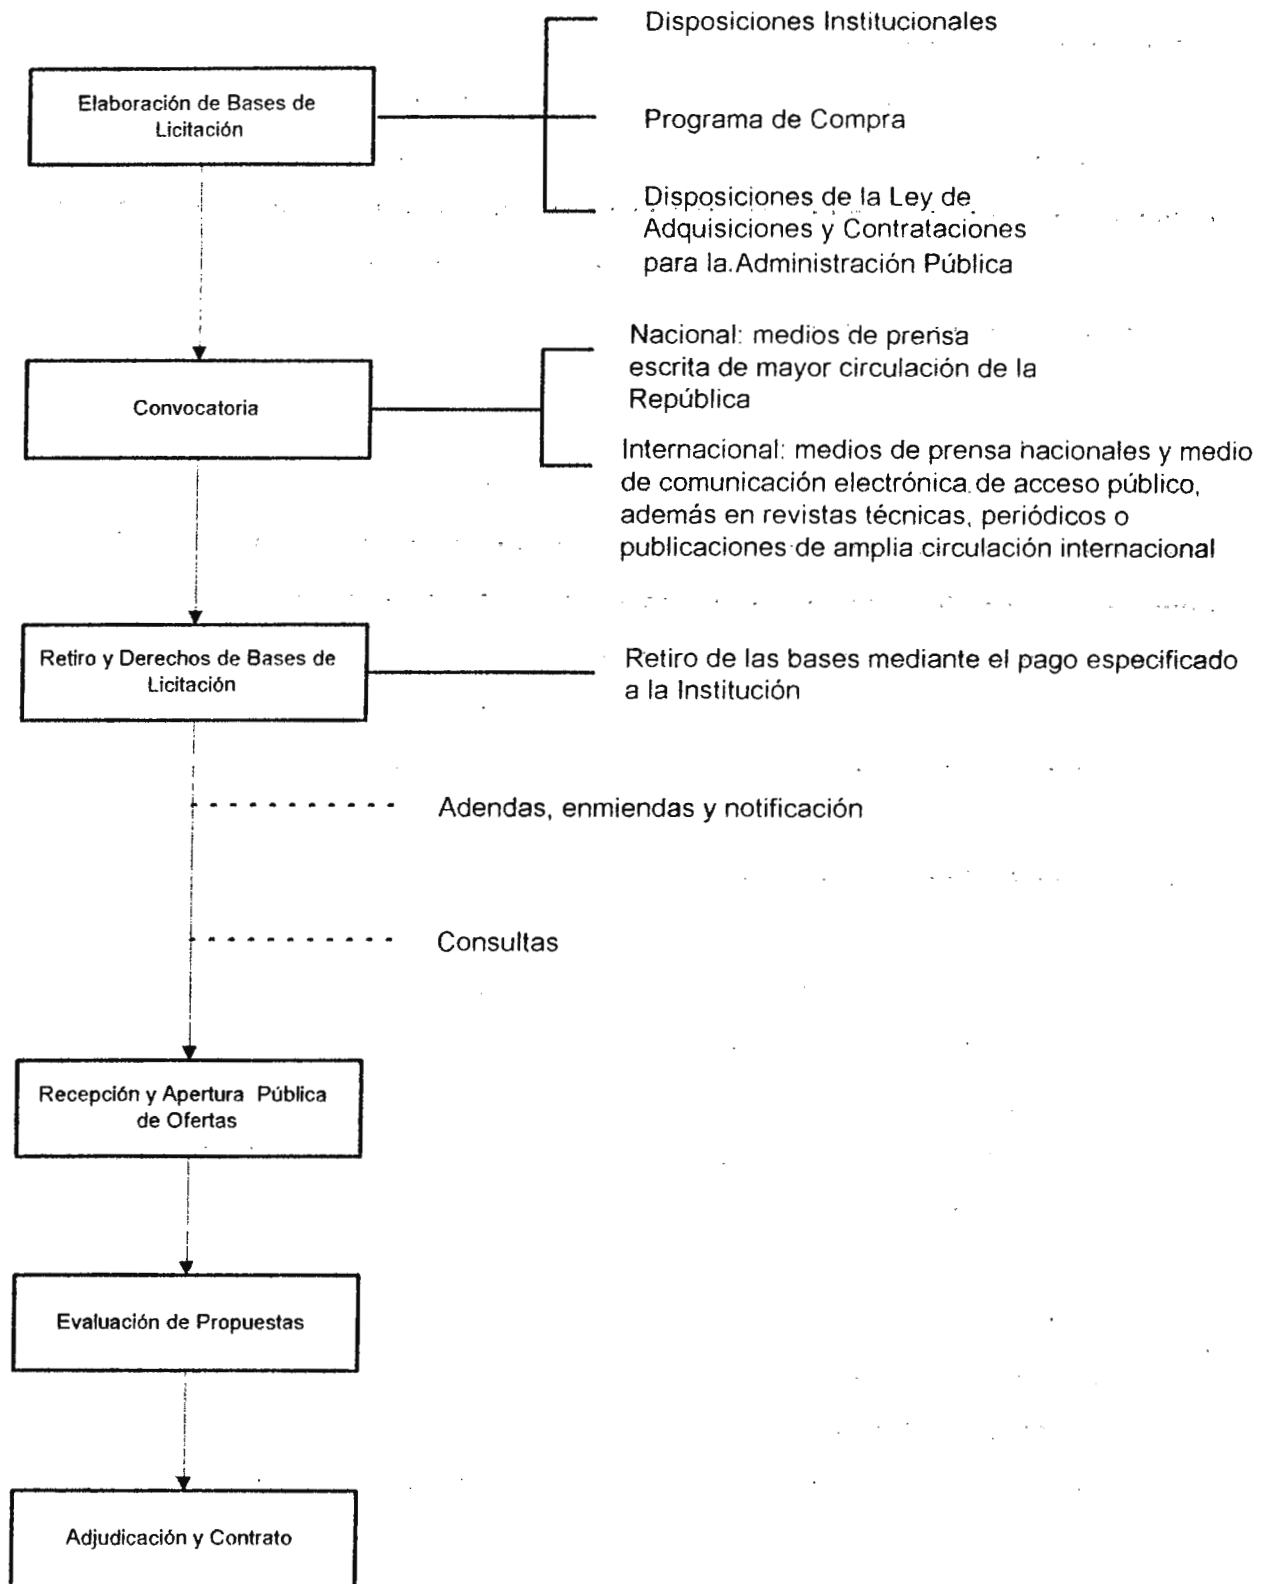 Disposiciones Institucionales
Elaboración de Bases de
Licitación
Programa de Compra
Disposiciones de la Ley de
Adquisiciones y Contrataciones
para la Administración Pública
Nacional: medios de prensa
escrita de mayor circulación de la
República
Convocatoria
Internacional: medios de prensa nacionales y medio
de comunicación electrónica de acceso público,
además en revistas técnicas, periódicos o
publicaciones de amplia circulación internacional
Retiro y Derechos de Bases de
Licitación
Retiro de las bases mediante el pago especificado
a la Institución
Adendas, enmiendas y notificación
Consultas
Recepción y Apertura Pública
de Ofertas
Evaluación de Propuestas
Adjudicación y Contrato